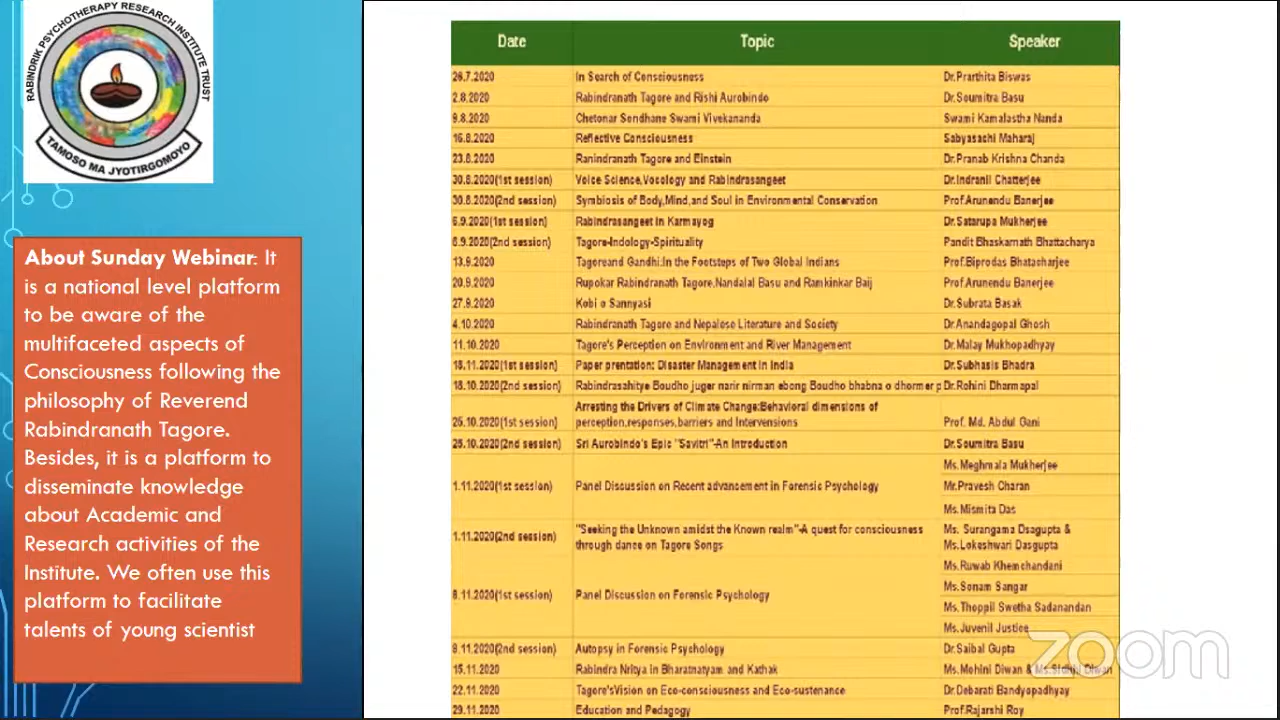 RABINDRIK PSYCHOTHERAPY RESEARCH INSTITUTE TRUST
TAMOSO MA JYOTIRGOMOYO
About Sunday Webinar: It
is a national level platform
to be aware of the
multifaceted aspects of
Consciousness following the
philosophy of Reverend
Rabindranath Tagore.
Besides, it is a platform to
disseminate knowledge
about Academic and
Research activities of the
Institute. We often use this
platform to facilitate
talents of young scientist
Date Topic Speaker
26.7.2020 In Search of Consciousness Dr.Prarthita Biswas
2.8.2020 Rabindranath Tagore and Rishi Aurobindo Dr.Soumitra Basu
9.8.2020 Chetonar Sondhane Swami Vivekananda Swami Kamalastha Nanda
16.8.2020 Reflective Consciousness Sabyasachi Maharaj
23.8.2020 Ranindranath Tagore and Einstein Dr.Pranab Krishna Chanda
30.8.2020(1st session) Voice Science,Vocology and Rabindrasangeet Dr.Indranil Chatterjee
30.8.2020(2nd session) Symbiosis of Body,Mind,and Soul in Environmental Conservation Prof.Arunendu Banerjee
6.9.2020(1st session) Rabindrasangeet in Karmayog Dr.Satarupa Mukherjee
6.9.2020(2nd session) Tagore-Indology-Spirituality Pandit Bhaskarnath Bhattacharya
13.9.2020 Tagoreand Gandhi:In the Footsteps of Two Global Indians Prof.Biprodas Bhatacharjee
20.9.2020 Rupokar Rabindranath Tagore,Nandalal Basu and Ramkinkar Baij Prof.Arunendu Banerjee
27.9.2020 Kobi o Sannyasi Dr.Subrata Basak
4.10.2020 Rabindranath Tagore and Nepalese Literature and Society Dr.Anandagopal Ghosh
11.10.2020 Tagore's Perception on Environment and River Management Dr.Malay Mukhopadhyay
18.11.2020(1st session) Paper prentation: Disaster Management in India Dr.Subhasis Bhadra
18.10.2020(2nd session) Rabindrasahitye Boudho juger narir nirman ebong Boudho bhabna o dhormer p Dr.Rohini Dharmapal
25.10.2020(1st session) Arresting the Drivers of Climate Change:Behavioral dimensions of
perception,responses,barriers and Intervensions Prof. Md. Abdul Gani
25.10.2020(2nd session) Sri Aurobindo's Epic "Savitri"-An Introduction Dr.Soumitra Basu
1.11.2020(1st session) Panel Discussion on Recent advancement in Forensic Psychology Ms.Meghmala Mukherjee
Mr.Pravesh Charan
Ms.Mismita Das
1.11.2020(2nd session) "Seeking the Unknown amidst the Known realm"-A quest for consciousness Ms. Surangama Dsagupta &
through dance on Tagore Songs Ms.Lokeshwari Dasgupta
8.11.2020(1st session) Panel Discussion on Forensic Psychology Ms.Ruwab Khemchandani
Ms.Sonam Sangar
Ms.Thoppil Swetha Sadanandan
Ms.Juvenil Justice
8.11.2020(2nd session) Autopsy in Forensic Psychology Dr.Saibal Gupta
15.11.2020 Rabindra Nritya in Bharatnatyam and Kathak Ms.Mohini Diwan & Ms.Sidhhi Diwan
22.11.2020 Tagore'sVision on Eco-consciousness and Eco-sustenance Dr.Debarati Bandyopadhyay
29.11.2020 Education and Pedagogy Prof.Rajarshi Roy
zoom